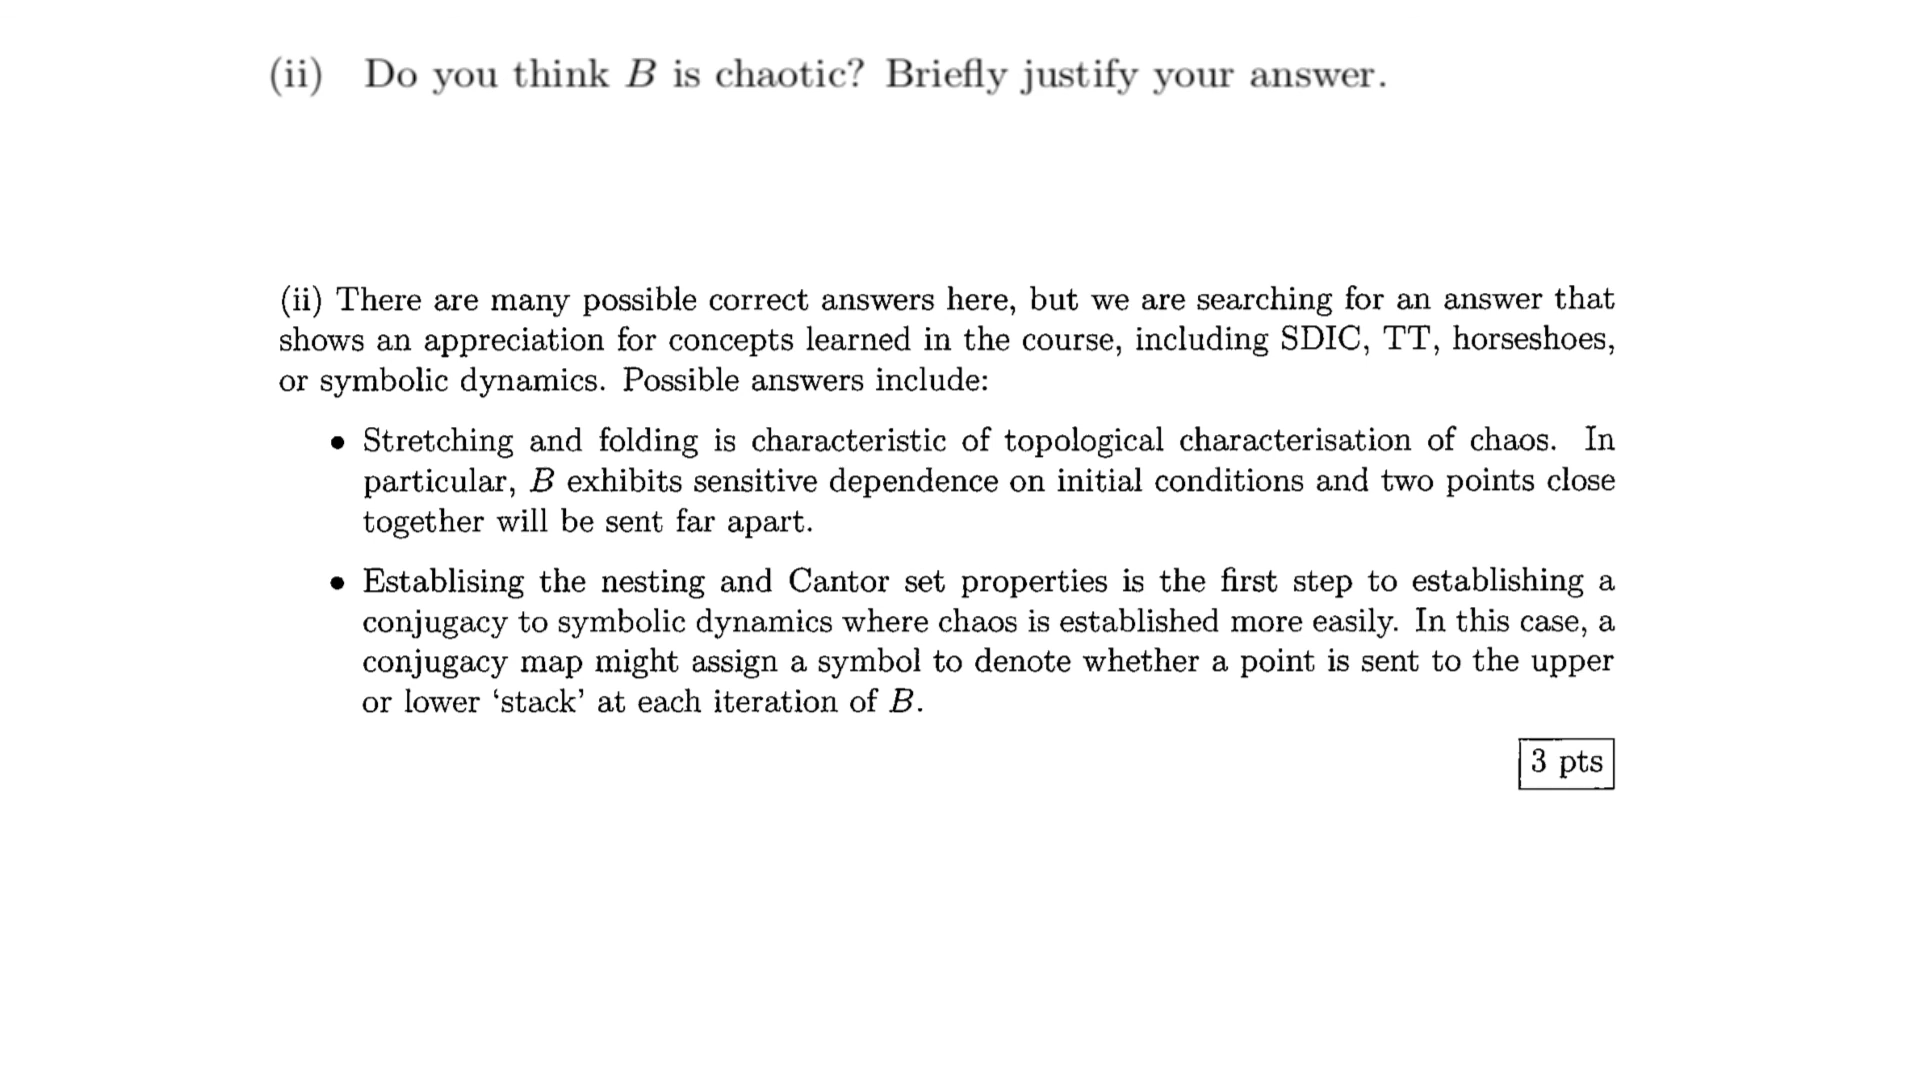 (ii) Do you think B is chaotic? Briefly justify your answer.
(ii) There are many possible correct answers here, but we are searching for an answer that
shows an appreciation for concepts learned in the course, including SDIC, TT, horseshoes,
or symbolic dynamics. Possible answers include:
• Stretching and folding is characteristic of topological characterisation of chaos. In
particular, B exhibits sensitive dependence on initial conditions and two points close
together will be sent far apart.
• Establising the nesting and Cantor set properties is the first step to establishing a
conjugacy to symbolic dynamics where chaos is established more easily. In this case, a
conjugacy map might assign a symbol to denote whether a point is sent to the upper
or lower ‘stack’ at each iteration of B.
3 pts